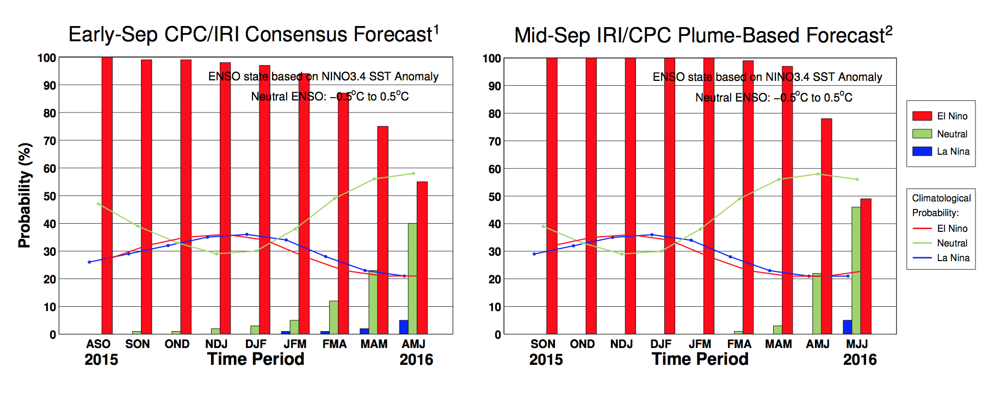 Early-Sep CPC/IRI Consensus Forecast1
100
90
80
70
60
50
40
30
20
10
0
Probability (%)
ENSO state based on NINO3.4 SST Anomaly
Neutral ENSO: −0.5oC to 0.5oC
ASO SON OND NDJ DJF JFM FMA MAM AMJ
2015 Time Period 2016
Mid-Sep IRI/CPC Plume-Based Forecast2
100
90
80
70
60
50
40
30
20
10
0
ENSO state based on NINO3.4 SST Anomaly
Neutral ENSO: −0.5oC to 0.5oC
SON OND NDJ DJF JFM FMA MAM AMJ MJJ
2015 Time Period 2016
El Nino
Neutral
La Nina
Climatological
Probability:
El Nino
Neutral
La Nina